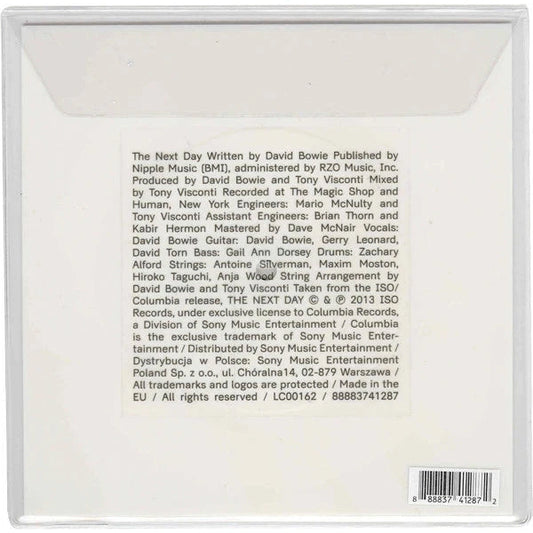 The Next Day Written by David Bowie Published by
Nipple Music (BMI), administered by RZO Music, Inc.
Produced by David Bowie and Tony Visconti Mixed
by Tony Visconti Recorded at The Magic Shop and
Human, New York Engineers: Mario McNulty and
Tony Visconti Assistant Engineers: Brian Thorn and
Kabir Hermon Mastered by Dave McNair Vocals:
David Bowie Guitar: David Bowie, Gerry Leonard,
David Torn Bass: Gail Ann Dorsey Drums: Zachary
Alford Strings: Antoine Silverman, Maxim Moston,
Hiroko Taguchi, Anja Wood String Arrangement by
David Bowie and Tony Visconti Taken from the ISO/
Columbia release, THE NEXT DAY © & ℗ 2013 ISO
Records, under exclusive license to Columbia Records,
a Division of Sony Music Entertainment / Columbia
is the exclusive trademark of Sony Music Enter-
tainment / Distributed by Sony Music Entertainment /
Dystrybucja w Polsce: Sony Music Entertainment
Poland Sp. z o.o., ul. Chóralna14, 02-879 Warszawa /
All trademarks and logos are protected / Made in the
EU / All rights reserved / LC00162 / 88883741287
8 88837 41287 2